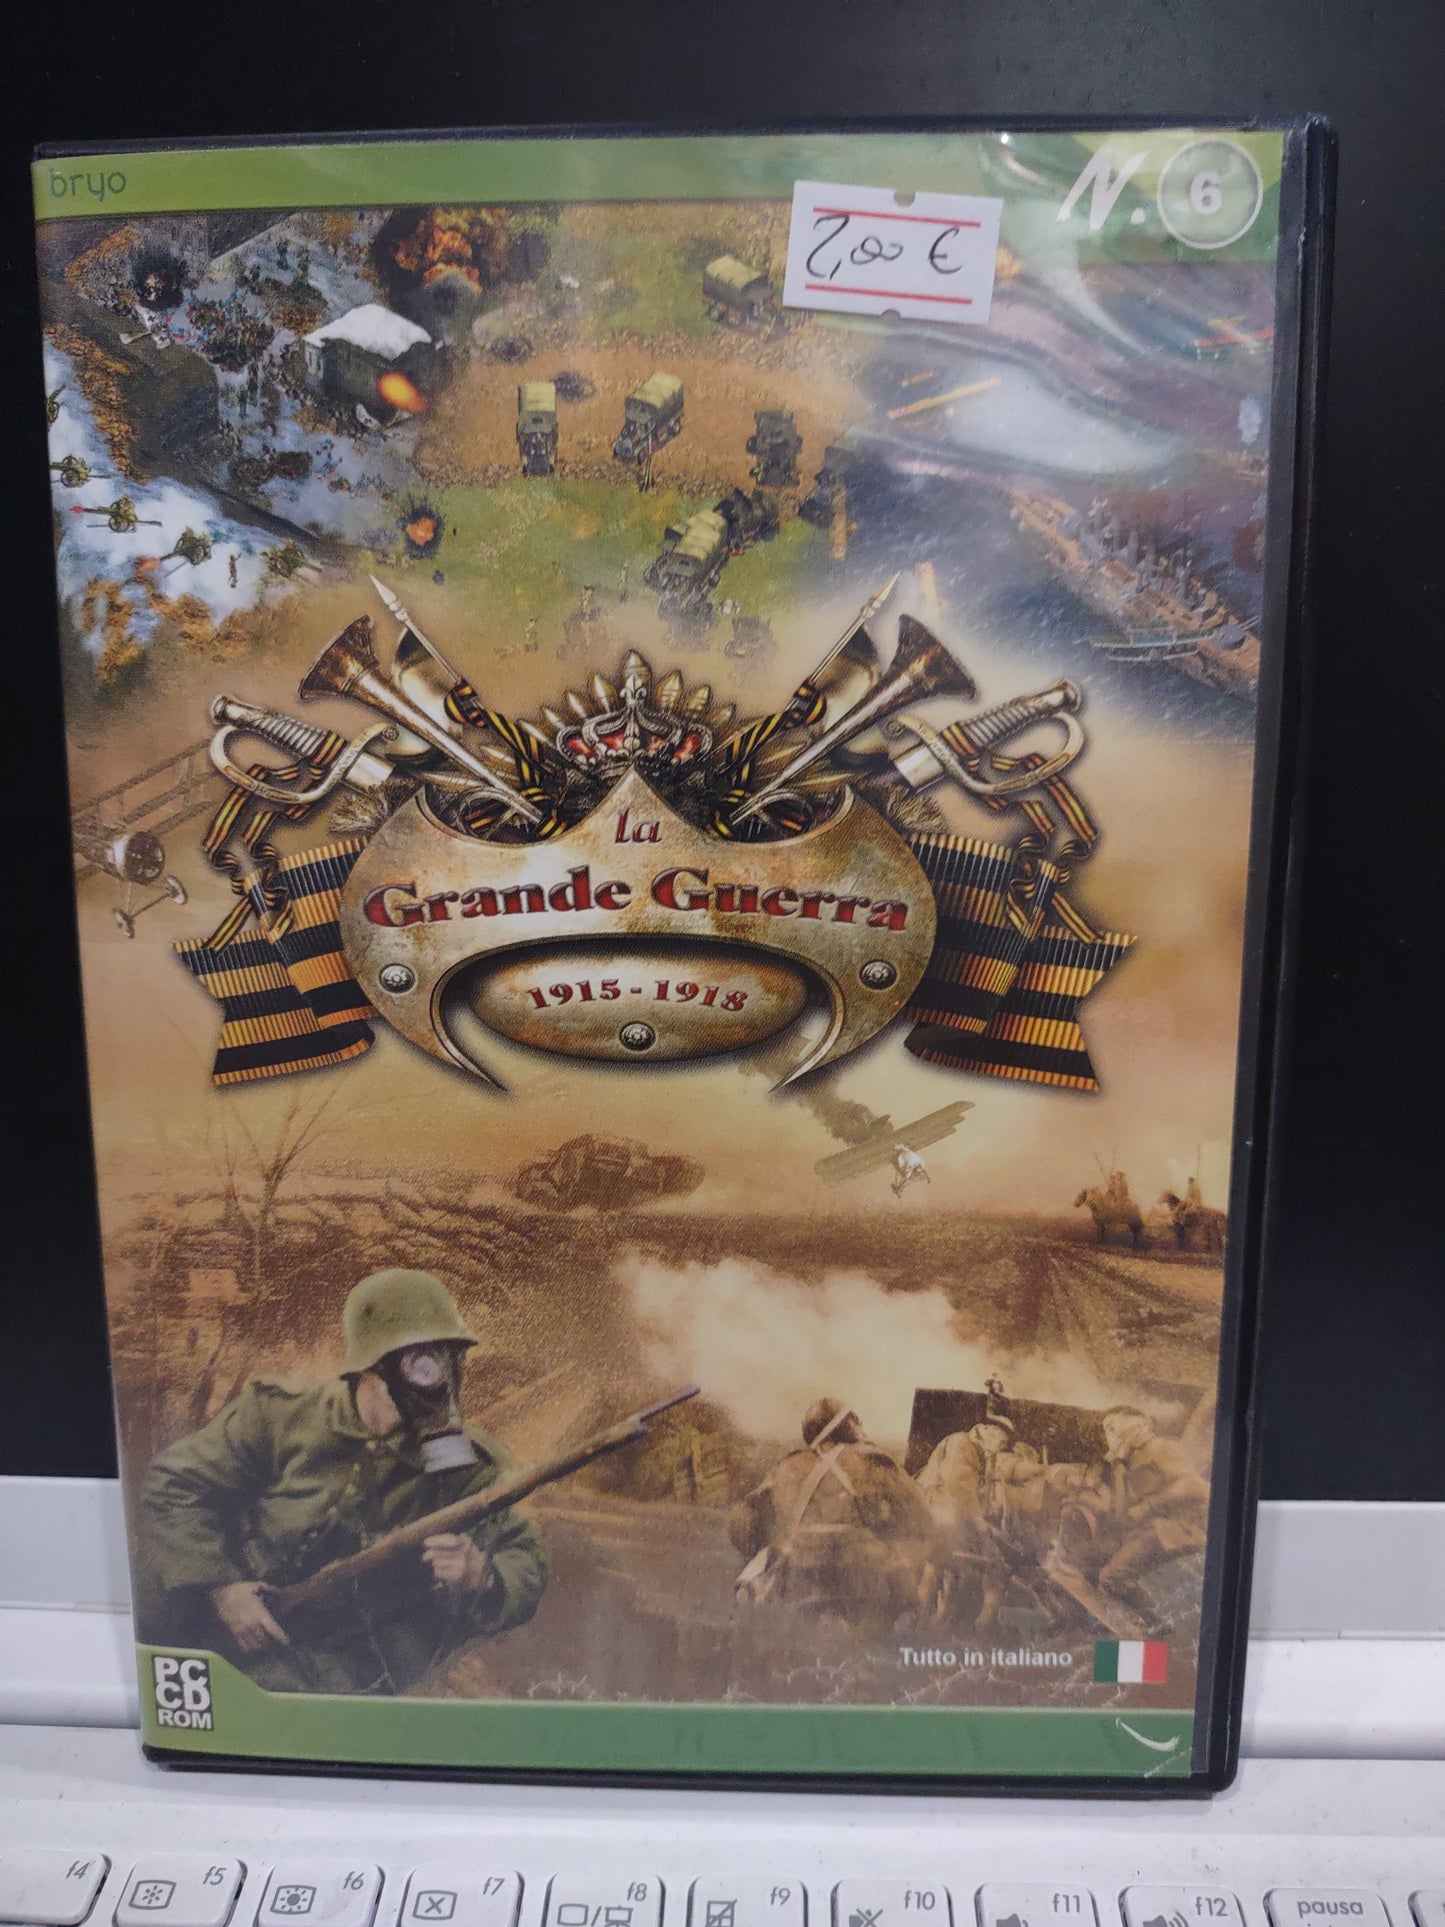 bryo
N. 6
2,00 €
la
Grande Guerra
1915 - 1918
Tutto in italiano
PC
CD
ROM
f4 f5 f6 f7 f8 f9 f10 f11 f12 pausa